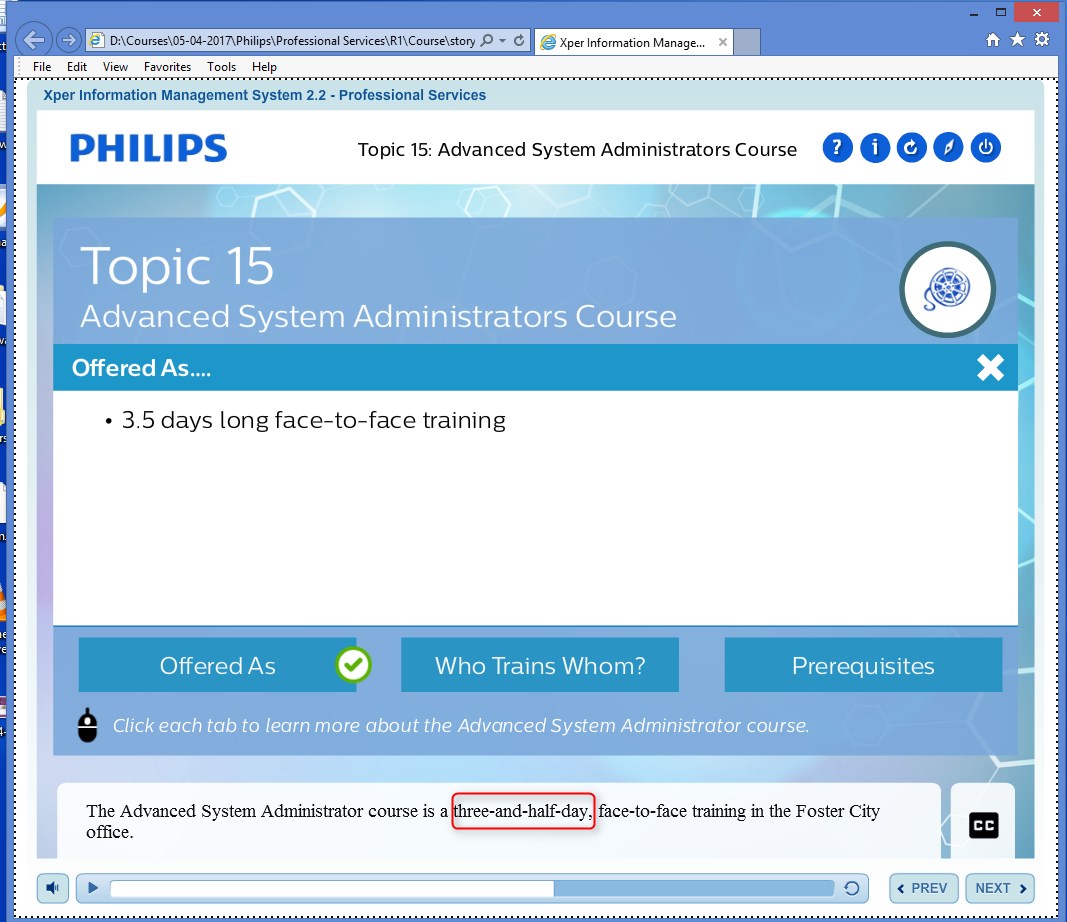 D:\Courses\05-04-2017\Philips\Professional Services\R1\Course\story
Xper Information Manage...
File Edit View Favorites Tools Help
Xper Information Management System 2.2 - Professional Services
PHILIPS
Topic 15: Advanced System Administrators Course
Topic 15
Advanced System Administrators Course
Offered As....
• 3.5 days long face-to-face training
Offered As
Who Trains Whom?
Prerequisites
Click each tab to learn more about the Advanced System Administrator course.
The Advanced System Administrator course is a three-and-half-day, face-to-face training in the Foster City
office.
CC
PREV
NEXT